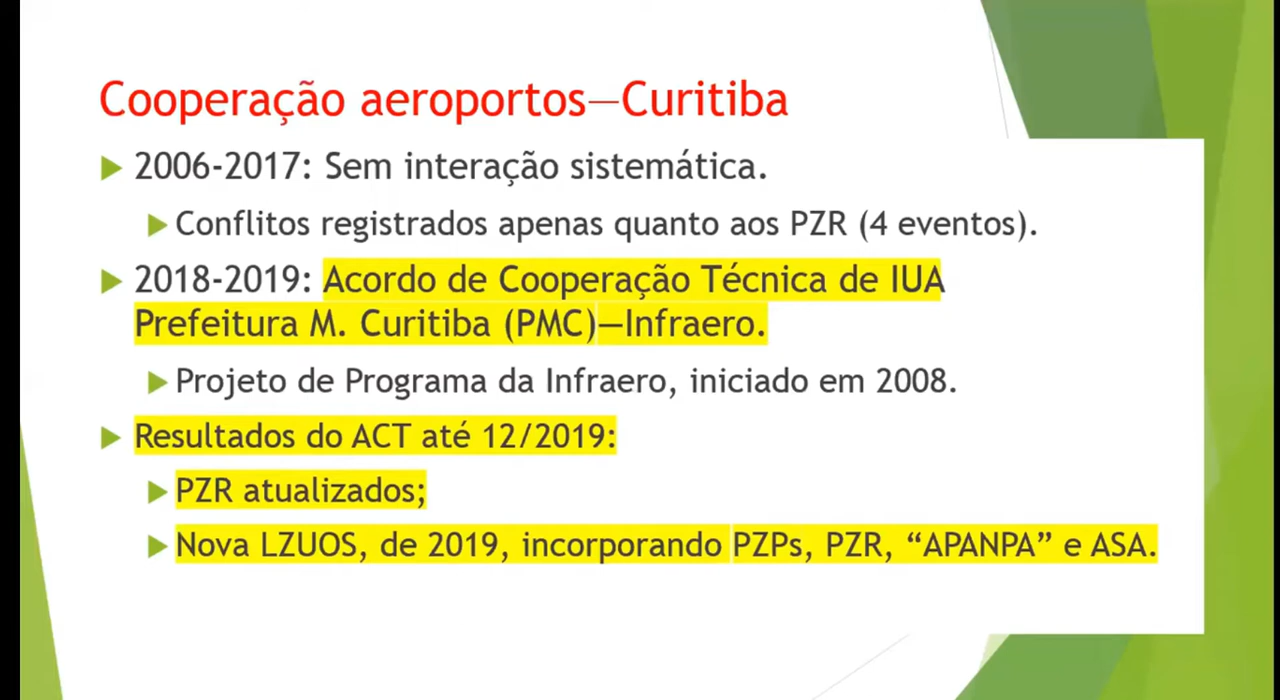 Cooperação aeroportos—Curitiba
2006-2017: Sem interação sistemática.
Conflitos registrados apenas quanto aos PZR (4 eventos).
2018-2019: Acordo de Cooperação Técnica de IUA
Prefeitura M. Curitiba (PMC)—Infraero.
Projeto de Programa da Infraero, iniciado em 2008.
Resultados do ACT até 12/2019:
PZR atualizados;
Nova LZUOS, de 2019, incorporando PZPs, PZR, “APANPA” e ASA.